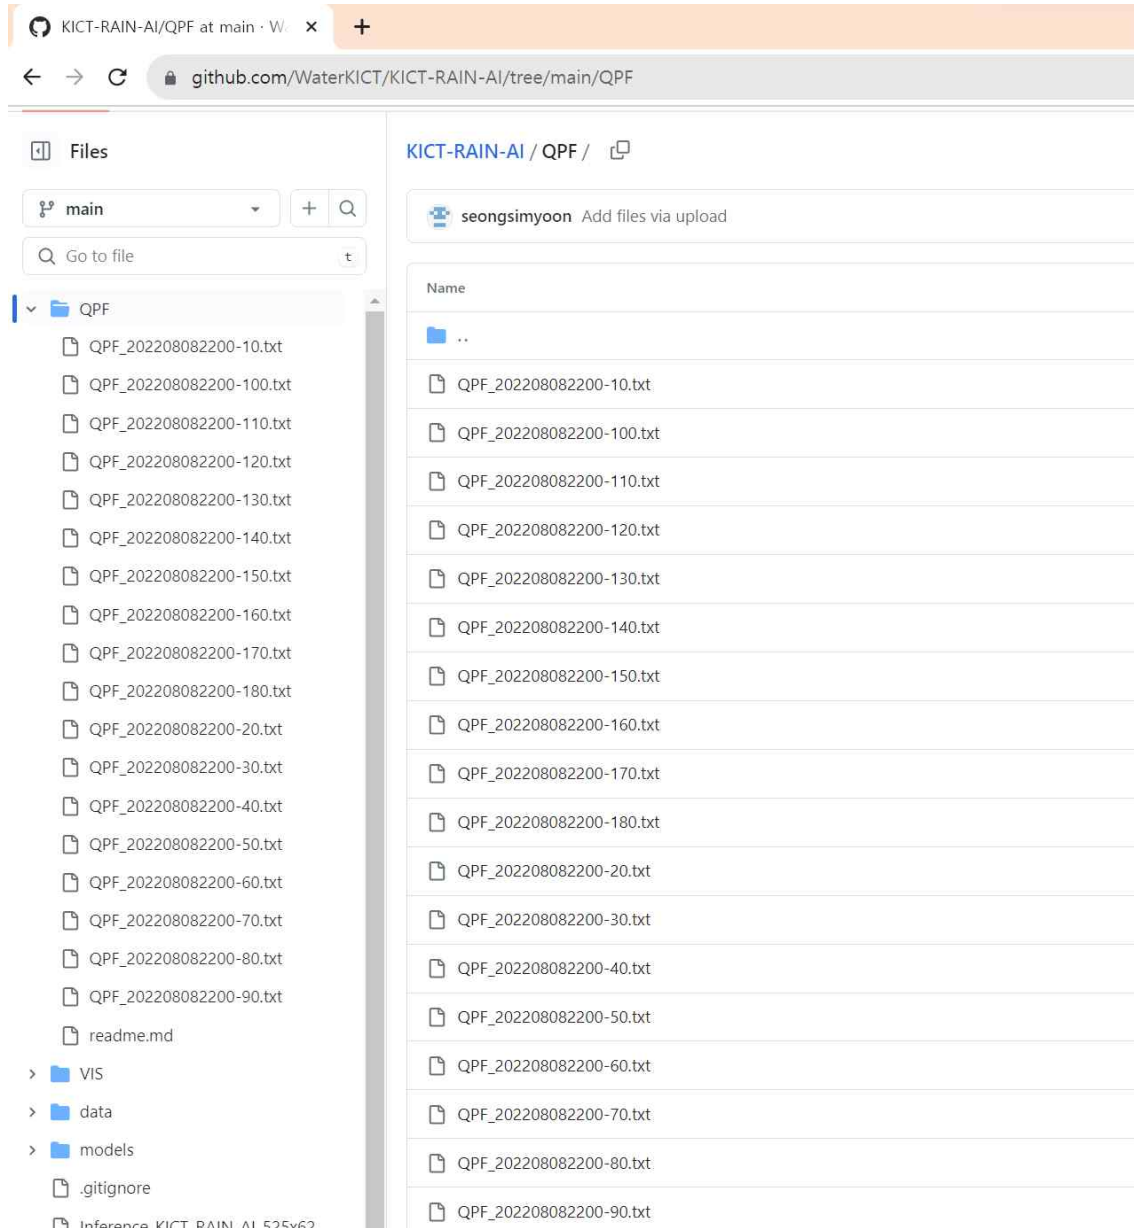 KICT-RAIN-AI/QPF at main · W
github.com/WaterKICT/KICT-RAIN-AI/tree/main/QPF
Files
main
Go to file
t
QPF
QPF_202208082200-10.txt
QPF_202208082200-100.txt
QPF_202208082200-110.txt
QPF_202208082200-120.txt
QPF_202208082200-130.txt
QPF_202208082200-140.txt
QPF_202208082200-150.txt
QPF_202208082200-160.txt
QPF_202208082200-170.txt
QPF_202208082200-180.txt
QPF_202208082200-20.txt
QPF_202208082200-30.txt
QPF_202208082200-40.txt
QPF_202208082200-50.txt
QPF_202208082200-60.txt
QPF_202208082200-70.txt
QPF_202208082200-80.txt
QPF_202208082200-90.txt
readme.md
VIS
data
models
.gitignore
Inference_KICT_RAIN_AI_525x62...
KICT-RAIN-AI / QPF /
seongsimyoon Add files via upload
Name
..
QPF_202208082200-10.txt
QPF_202208082200-100.txt
QPF_202208082200-110.txt
QPF_202208082200-120.txt
QPF_202208082200-130.txt
QPF_202208082200-140.txt
QPF_202208082200-150.txt
QPF_202208082200-160.txt
QPF_202208082200-170.txt
QPF_202208082200-180.txt
QPF_202208082200-20.txt
QPF_202208082200-30.txt
QPF_202208082200-40.txt
QPF_202208082200-50.txt
QPF_202208082200-60.txt
QPF_202208082200-70.txt
QPF_202208082200-80.txt
QPF_202208082200-90.txt